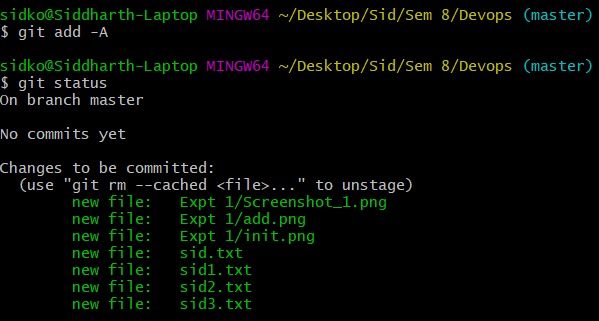 sidko@Siddharth-Laptop MINGW64 ~/Desktop/Sid/Sem 8/Devops (master)
$ git add -A

sidko@Siddharth-Laptop MINGW64 ~/Desktop/Sid/Sem 8/Devops (master)
$ git status
On branch master

No commits yet

Changes to be committed:
  (use "git rm --cached <file>..." to unstage)
        new file:   Expt 1/Screenshot_1.png
        new file:   Expt 1/add.png
        new file:   Expt 1/init.png
        new file:   sid.txt
        new file:   sid1.txt
        new file:   sid2.txt
        new file:   sid3.txt